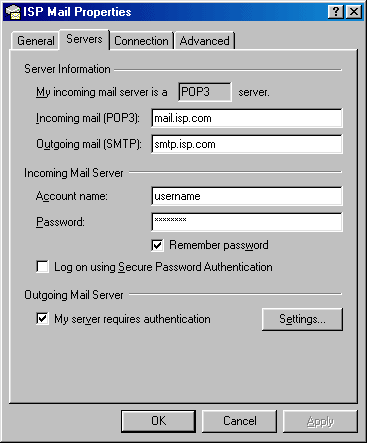 ISP Mail Properties
General Servers Connection Advanced
Server Information
My incoming mail server is a POP3 server.
Incoming mail (POP3): mail.isp.com
Outgoing mail (SMTP): smtp.isp.com
Incoming Mail Server
Account name: username
Password: ********
Remember password
Log on using Secure Password Authentication
Outgoing Mail Server
My server requires authentication Settings...
OK Cancel Apply